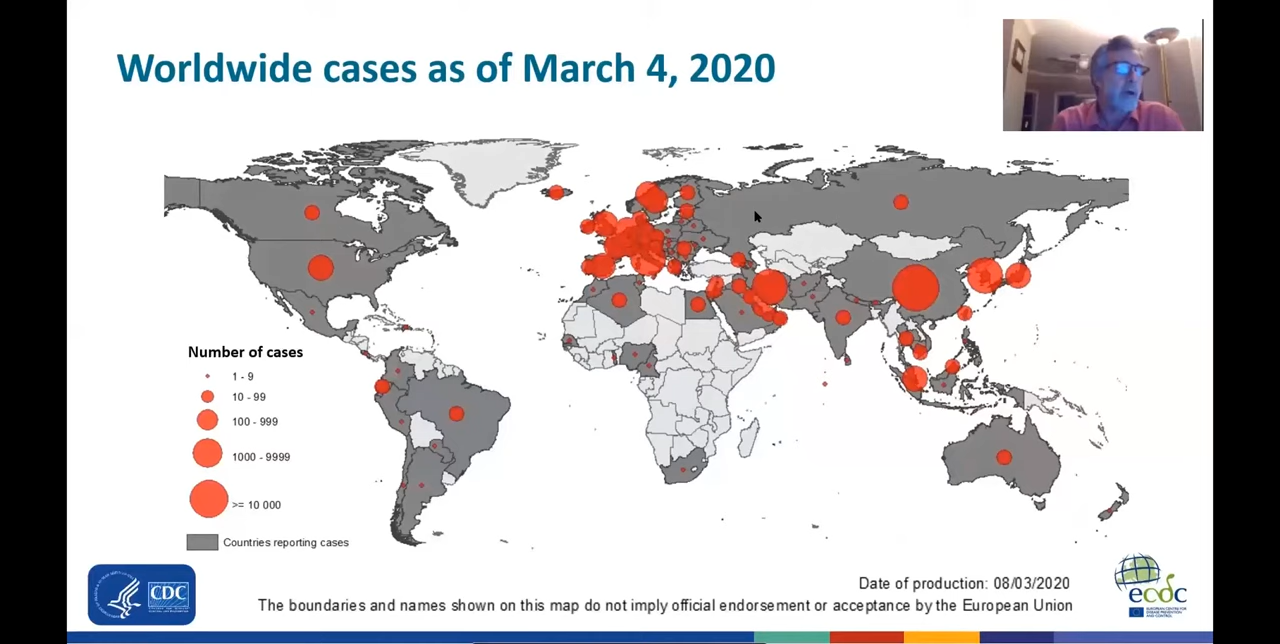 Worldwide cases as of March 4, 2020
Number of cases
1 - 9
10 - 99
100 - 999
1000 - 9999
>= 10 000
Countries reporting cases
CDC
Date of production: 08/03/2020
The boundaries and names shown on this map do not imply official endorsement or acceptance by the European Union
ecdc